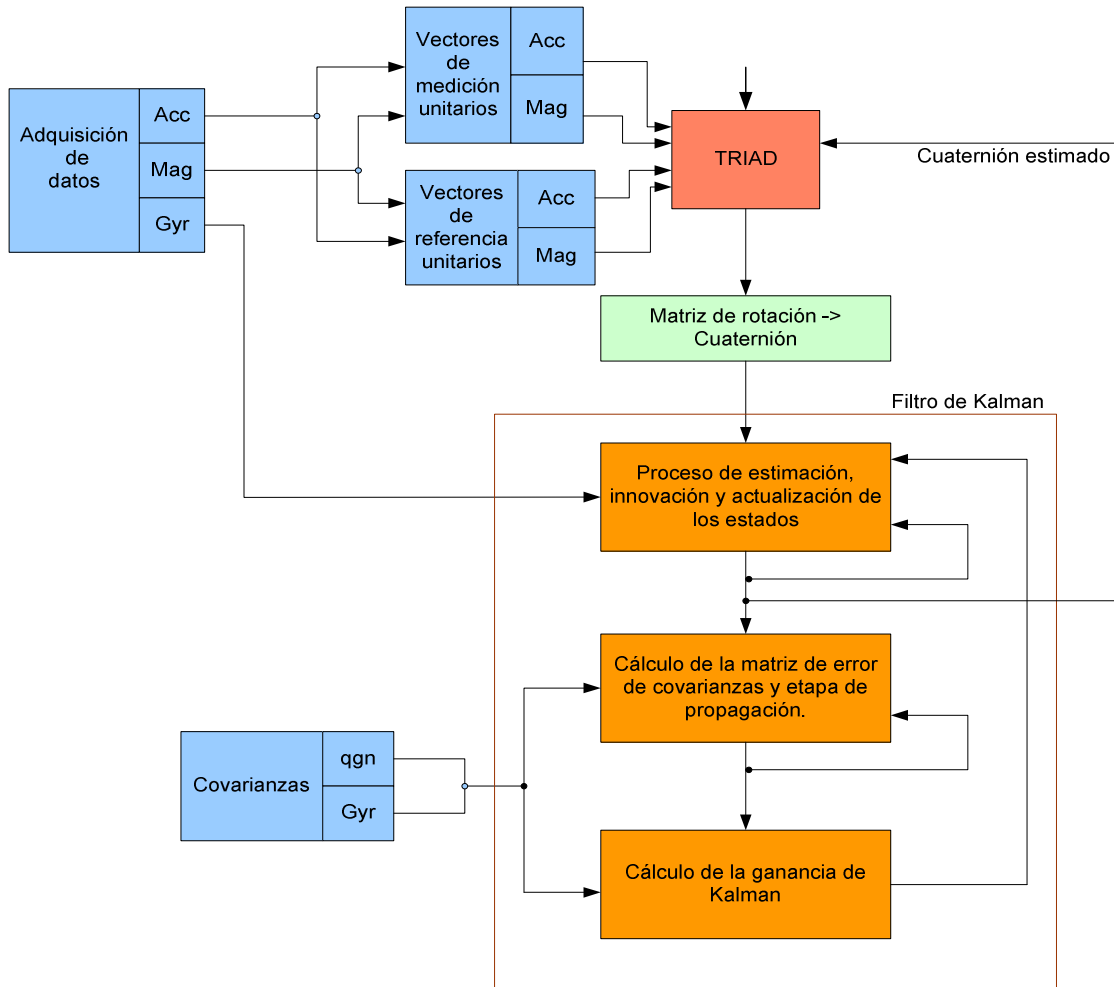 Adquisición
de
datos
Acc
Mag
Gyr
Vectores
de
medición
unitarios
Acc
Mag
Vectores
de
referencia
unitarios
Acc
Mag
TRIAD
Cuaternión estimado
Matriz de rotación ->
Cuaternión
Filtro de Kalman
Proceso de estimación,
innovación y actualización de
los estados
Cálculo de la matriz de error
de covarianzas y etapa de
propagación.
Covarianzas
qgn
Gyr
Cálculo de la ganancia de
Kalman